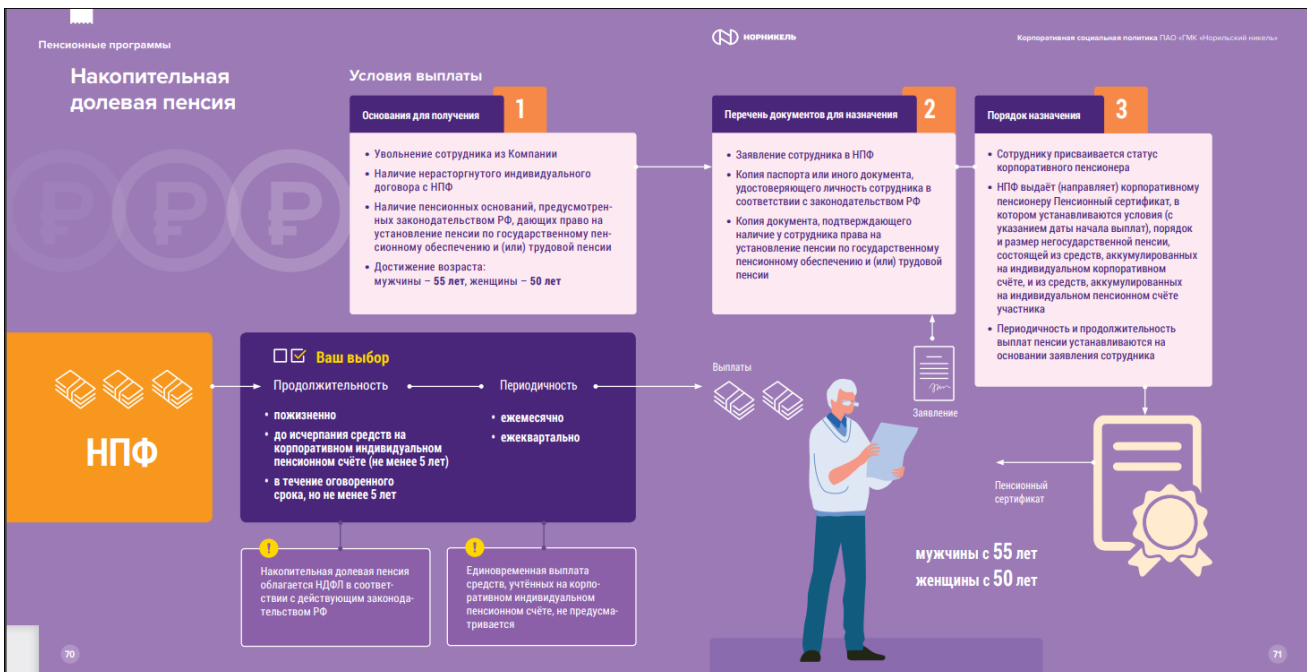 Пенсионные программы
НОРНИКЕЛЬ
Корпоративная социальная политика ПАО «ГМК «Норильский никель»
Накопительная
долевая пенсия
Условия выплаты
Основания для получения
1
• Увольнение сотрудника из Компании
• Наличие нерасторгнутого индивидуального
договора с НПФ
• Наличие пенсионных оснований, предусмотрен-
ных законодательством РФ, дающих право на
установление пенсии по государственному пен-
сионному обеспечению и (или) трудовой пенсии
• Достижение возраста:
мужчины – 55 лет, женщины – 50 лет
Перечень документов для назначения
2
• Заявление сотрудника в НПФ
• Копия паспорта или иного документа,
удостоверяющего личность сотрудника в
соответствии с законодательством РФ
• Копия документа, подтверждающего
наличие у сотрудника права на
установление пенсии по государственному
пенсионному обеспечению и (или) трудовой
пенсии
Порядок назначения
3
• Сотруднику присваивается статус
корпоративного пенсионера
• НПФ выдаёт (направляет) корпоративному
пенсионеру Пенсионный сертификат, в
котором устанавливаются условия (с
указанием даты начала выплат), порядок
и размер негосударственной пенсии,
состоящей из средств, аккумулированных
на индивидуальном корпоративном
счёте, и из средств, аккумулированных
на индивидуальном пенсионном счёте
участника
• Периодичность и продолжительность
выплат пенсии устанавливаются на
основании заявления сотрудника
НПФ
Ваш выбор
Продолжительность
• пожизненно
• до исчерпания средств на
корпоративном индивидуальном
пенсионном счёте (не менее 5 лет)
• в течение оговоренного
срока, но не менее 5 лет
Периодичность
• ежемесячно
• ежеквартально
Выплаты
Заявление
Пенсионный
сертификат
мужчины с 55 лет
женщины с 50 лет
!
Накопительная долевая пенсия
облагается НДФЛ в соответ-
ствии с действующим законода-
тельством РФ
!
Единовременная выплата
средств, учтённых на корпо-
ративном индивидуальном
пенсионном счёте, не предусма-
тривается
70
71